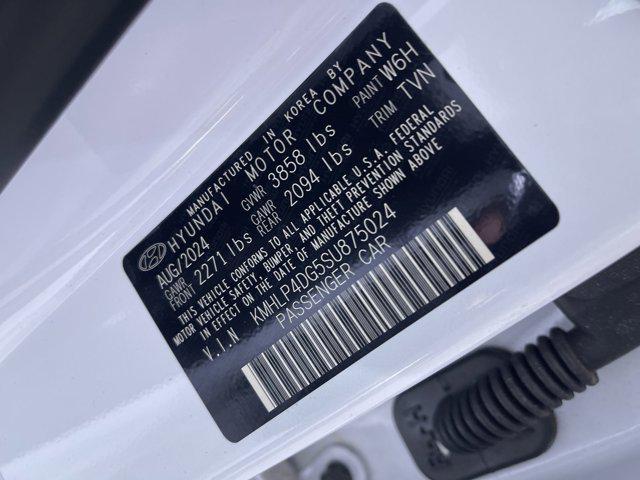 MANUFACTURED IN KOREA BY
HYUNDAI MOTOR COMPANY
AUG/2024 GVWR 3858 lbs PAINT W6H
GAWR FRONT 2271 lbs GAWR REAR 2094 lbs TRIM TVN
THIS VEHICLE CONFORMS TO ALL APPLICABLE U.S.A. FEDERAL
MOTOR VEHICLE SAFETY, BUMPER, AND THEFT PREVENTION STANDARDS
IN EFFECT ON THE DATE OF MANUFACTURE SHOWN ABOVE
V.I.N KMHLP4DG5SU875024
PASSENGER CAR